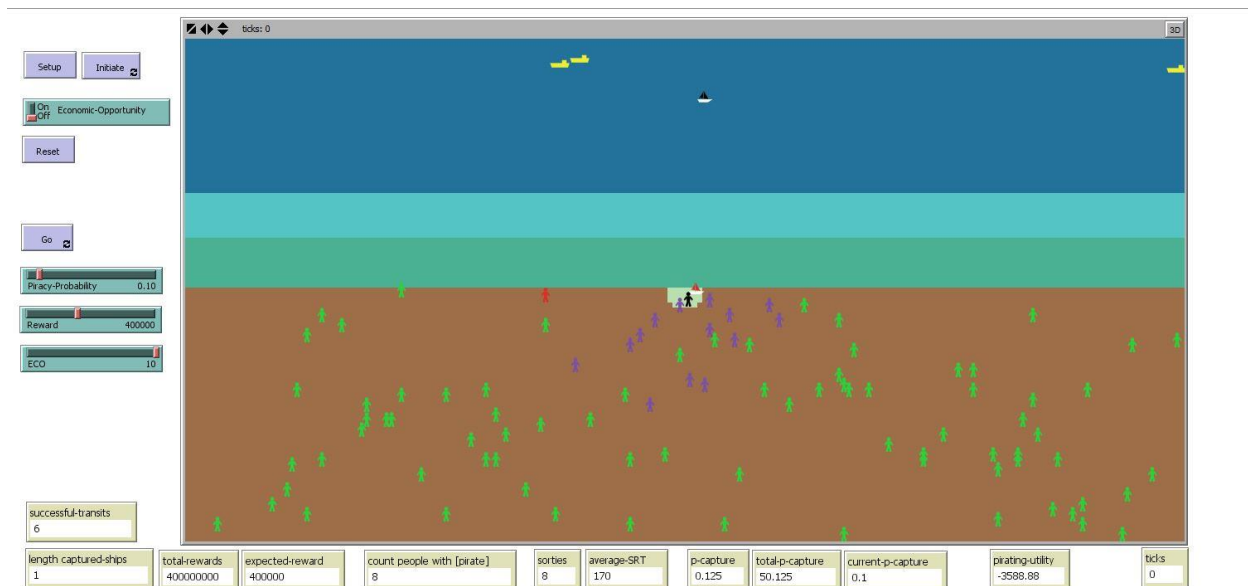 ticks: 0
3D
Setup
Initiate
On
Off
Economic-Opportunity
Reset
Go
Piracy-Probability 0.10
Reward 400000
ECO 10
successful-transits
6
length captured-ships
1
total-rewards
400000000
expected-reward
400000
count people with [pirate]
8
sorties
8
average-SRT
170
p-capture
0.125
total-p-capture
50.125
current-p-capture
0.1
pirating-utility
-3588.88
ticks
0